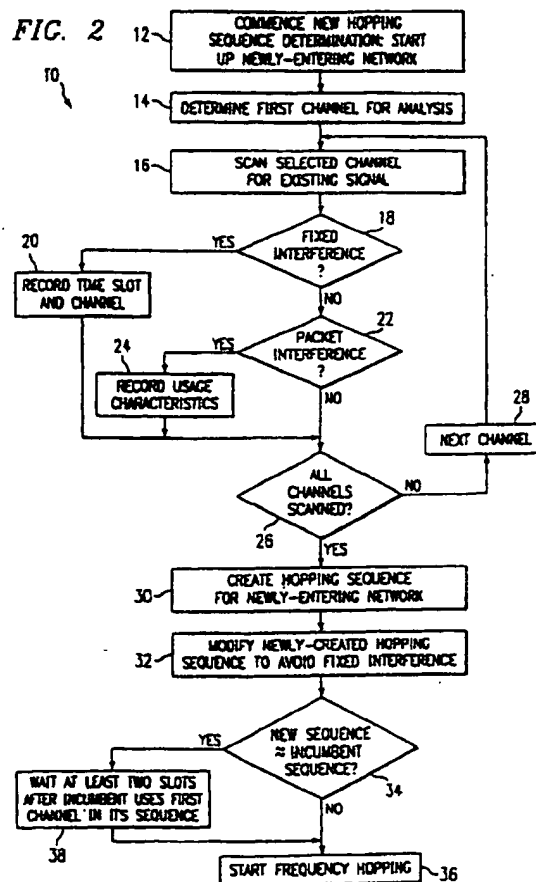 FIG. 2
10
12
COMMENCE NEW HOPPING
SEQUENCE DETERMINATION: START
UP NEWLY-ENTERING NETWORK
14
DETERMINE FIRST CHANNEL FOR ANALYSIS
16
SCAN SELECTED CHANNEL
FOR EXISTING SIGNAL
18
FIXED
INTERFERENCE
?
YES
NO
20
RECORD TIME SLOT
AND CHANNEL
22
PACKET
INTERFERENCE
?
YES
NO
24
RECORD USAGE
CHARACTERISTICS
28
NEXT CHANNEL
ALL
CHANNELS
SCANNED?
26
NO
YES
30
CREATE HOPPING SEQUENCE
FOR NEWLY-ENTERING NETWORK
32
MODIFY NEWLY-CREATED HOPPING
SEQUENCE TO AVOID FIXED INTERFERENCE
NEW SEQUENCE
≈ INCUMBENT
SEQUENCE?
34
YES
NO
WAIT AT LEAST TWO SLOTS
AFTER INCUMBENT USES FIRST
CHANNEL IN ITS SEQUENCE
38
START FREQUENCY HOPPING
36